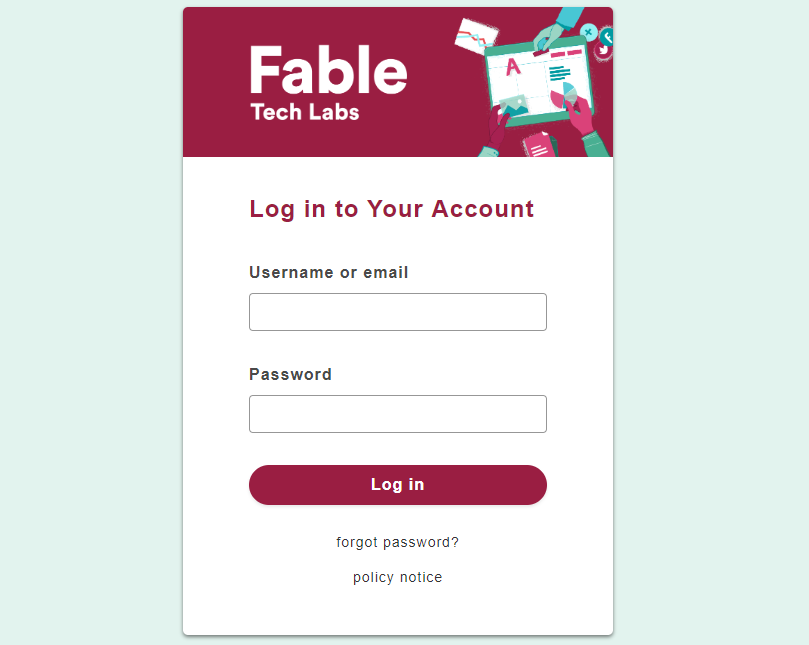 Fable
Tech Labs
A
Log in to Your Account
Username or email
Password
Log in
forgot password?
policy notice